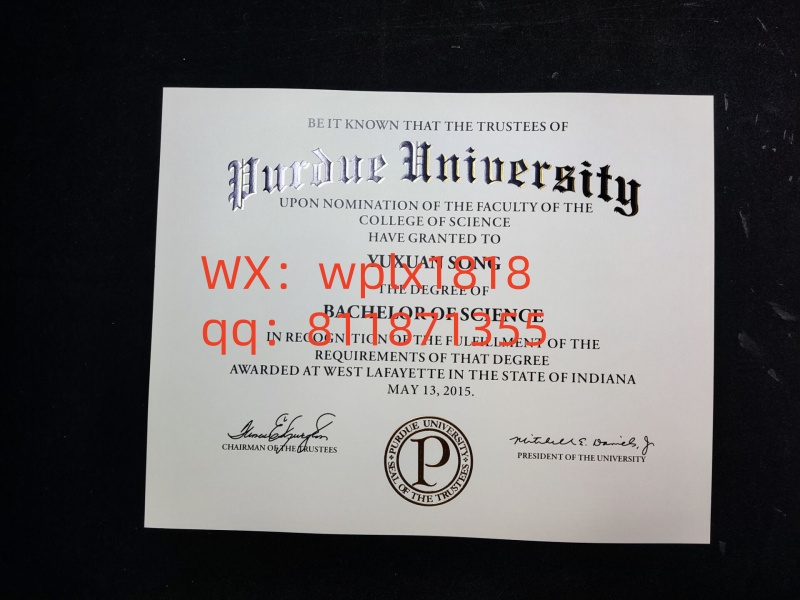 BE IT KNOWN THAT THE TRUSTEES OF
Purdue University
UPON NOMINATION OF THE FACULTY OF THE
COLLEGE OF SCIENCE
HAVE GRANTED TO
YUXUAN SONG
WX：wplx1818
THE DEGREE OF
BACHELOR OF SCIENCE
qq：811871355
IN RECOGNITION OF THE FULFILLMENT OF THE
REQUIREMENTS OF THAT DEGREE
AWARDED AT WEST LAFAYETTE IN THE STATE OF INDIANA
MAY 13, 2015.
CHAIRMAN OF THE TRUSTEES
PURDUE UNIVERSITY
P
SEAL OF THE TRUSTEES
Mitchell E. Daniels, Jr
PRESIDENT OF THE UNIVERSITY